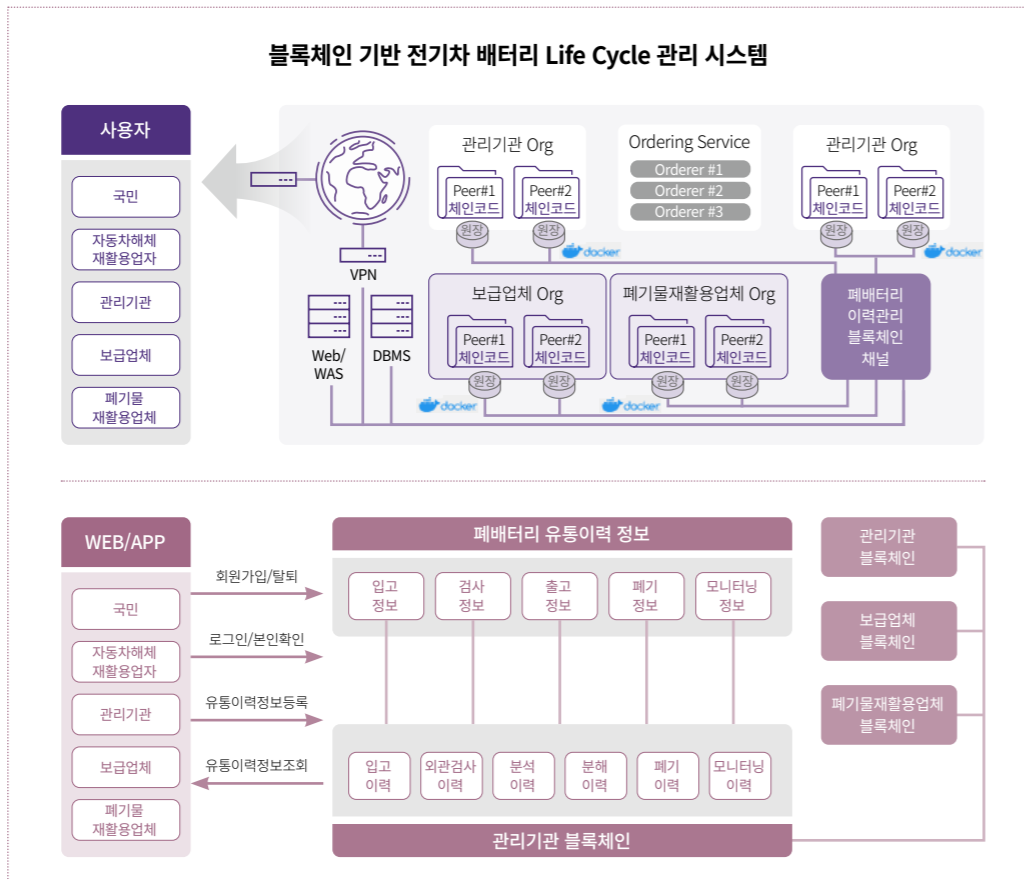 블록체인 기반 전기차 배터리 Life Cycle 관리 시스템
사용자
국민
자동차해체
재활용업자
관리기관
보급업체
폐기물
재활용업체
VPN
Web/
WAS
DBMS
관리기관 Org
Peer#1
체인코드
Peer#2
체인코드
원장
원장
docker
Ordering Service
Orderer #1
Orderer #2
Orderer #3
관리기관 Org
Peer#1
체인코드
Peer#2
체인코드
원장
원장
docker
보급업체 Org
Peer#1
체인코드
Peer#2
체인코드
원장
원장
docker
폐기물재활용업체 Org
Peer#1
체인코드
Peer#2
체인코드
원장
원장
docker
폐배터리
이력관리
블록체인
채널
WEB/APP
국민
자동차해체
재활용업자
관리기관
보급업체
폐기물
재활용업체
회원가입/탈퇴
로그인/본인확인
유통이력정보등록
유통이력정보조회
폐배터리 유통이력 정보
입고
정보
검사
정보
출고
정보
폐기
정보
모니터닝
정보
입고
이력
외관검사
이력
분석
이력
분해
이력
폐기
이력
모니터닝
이력
관리기관 블록체인
관리기관
블록체인
보급업체
블록체인
폐기물재활용업체
블록체인